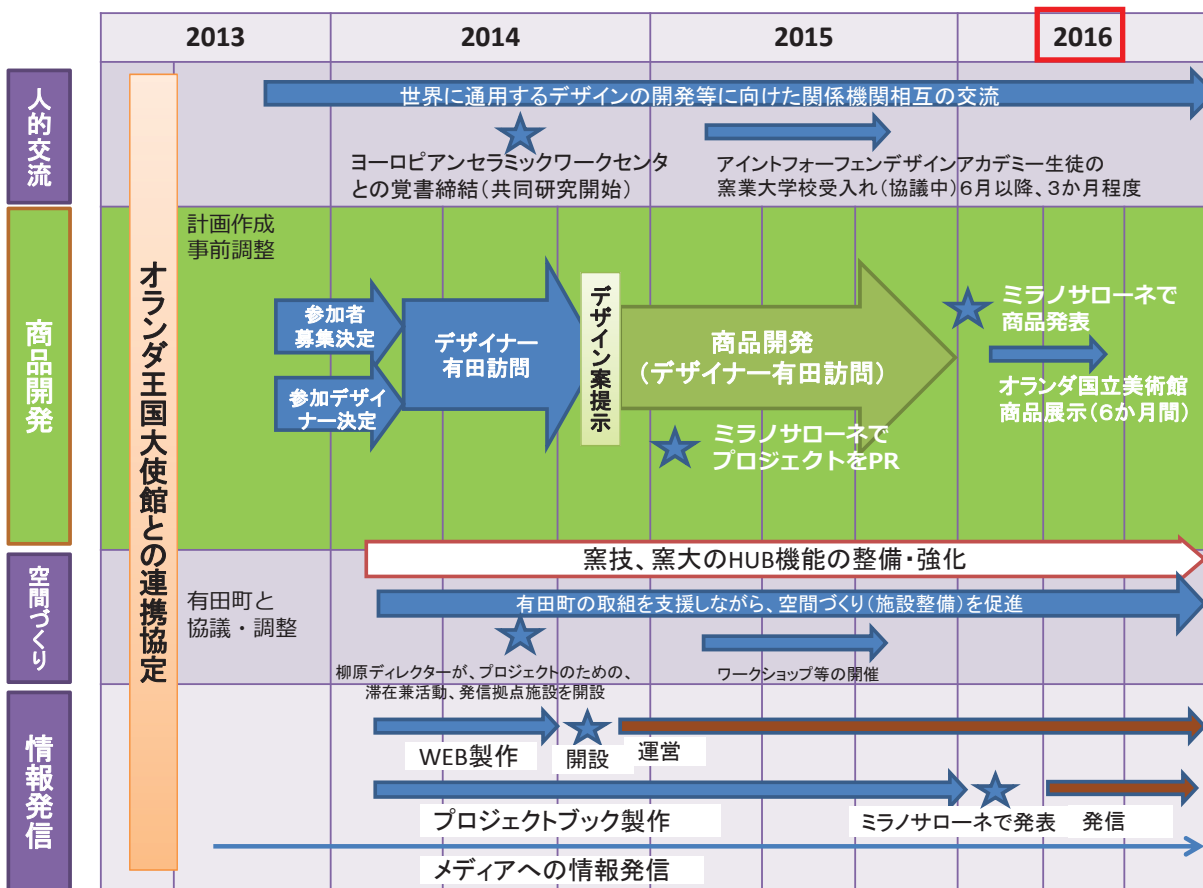 2013
2014
2015
2016
人的交流
世界に通用するデザインの開発等に向けた関係機関相互の交流
ヨーロピアンセラミックワークセンタ
との覚書締結(共同研究開始)
アイントフォーフェンデザインアカデミー生徒の
窯業大学校受入れ(協議中)6月以降、3か月程度
オランダ王国大使館との連携協定
商品開発
計画作成
事前調整
参加者
募集決定
参加デザイ
ナー決定
デザイナー
有田訪問
デザイン案提示
商品開発
(デザイナー有田訪問)
ミラノサローネで
プロジェクトをPR
ミラノサローネで
商品発表
オランダ国立美術館
商品展示(6か月間)
空間づくり
窯技、窯大のHUB機能の整備・強化
有田町と
協議・調整
有田町の取組を支援しながら、空間づくり(施設整備)を促進
柳原ディレクターが、プロジェクトのための、
滞在兼活動、発信拠点施設を開設
ワークショップ等の開催
情報発信
WEB製作
開設
運営
プロジェクトブック製作
ミラノサローネで発表
発信
メディアへの情報発信